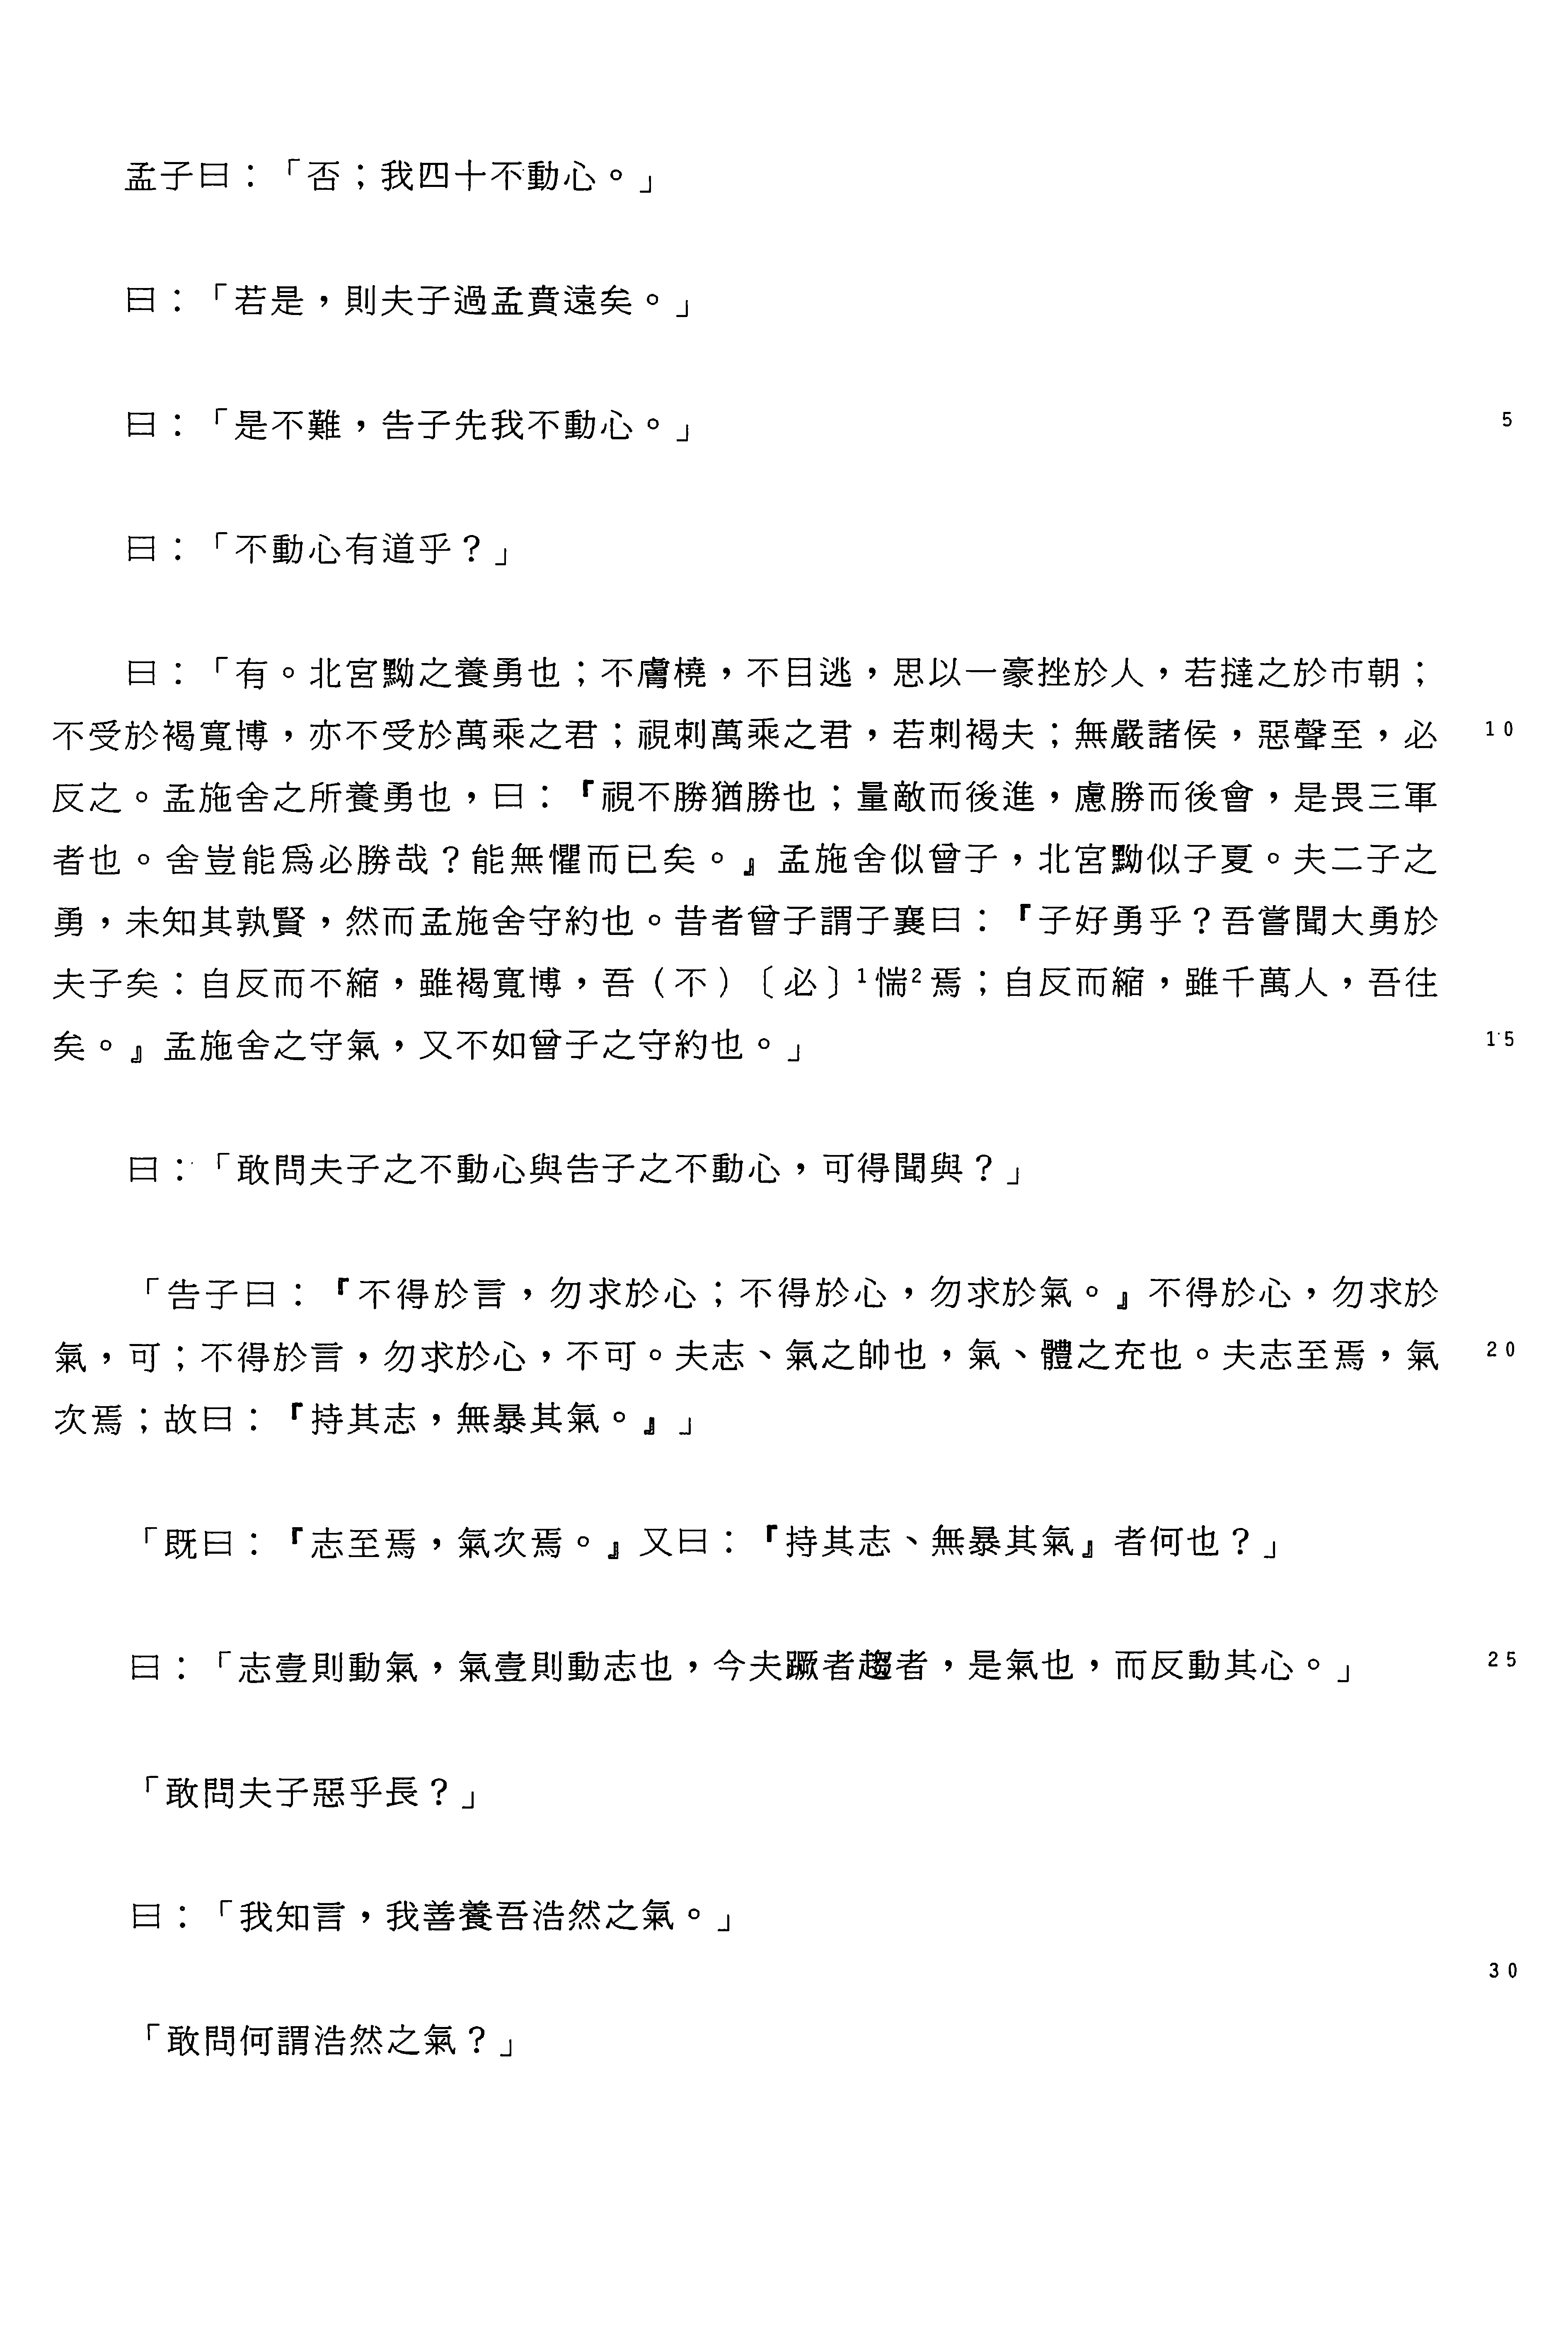 孟子曰：「否；我四十不動心。」
曰：「若是，則夫子過孟賁遠矣。」
曰：「是不難，告子先我不動心。」 5
曰：「不動心有道乎？」
曰：「有。北宮黝之養勇也；不膚橈，不目逃，思以一豪挫於人，若撻之於市朝；
不受於褐寬博，亦不受於萬乘之君；視刺萬乘之君，若刺褐夫；無嚴諸侯，惡聲至，必 10
反之。孟施舍之所養勇也，曰：『視不勝猶勝也；量敵而後進，慮勝而後會，是畏三軍
者也。舍豈能爲必勝哉？能無懼而已矣。』孟施舍似曾子，北宮黝似子夏。夫二子之
勇，未知其孰賢，然而孟施舍守約也。昔者曾子謂子襄曰：『子好勇乎？吾嘗聞大勇於
夫子矣：自反而不縮，雖褐寬博，吾（不）〔必〕¹惴²焉；自反而縮，雖千萬人，吾往
矣。』孟施舍之守氣，又不如曾子之守約也。」 15
曰：「敢問夫子之不動心與告子之不動心，可得聞與？」
「告子曰：『不得於言，勿求於心；不得於心，勿求於氣。』不得於心，勿求於
氣，可；不得於言，勿求於心，不可。夫志、氣之帥也，氣、體之充也。夫志至焉，氣 20
次焉；故曰：『持其志，無暴其氣。』」
「既曰：『志至焉，氣次焉。』又曰：『持其志、無暴其氣』者何也？」
曰：「志壹則動氣，氣壹則動志也，今夫蹶者趨者，是氣也，而反動其心。」 25
「敢問夫子惡乎長？」
曰：「我知言，我善養吾浩然之氣。」
30
「敢問何謂浩然之氣？」